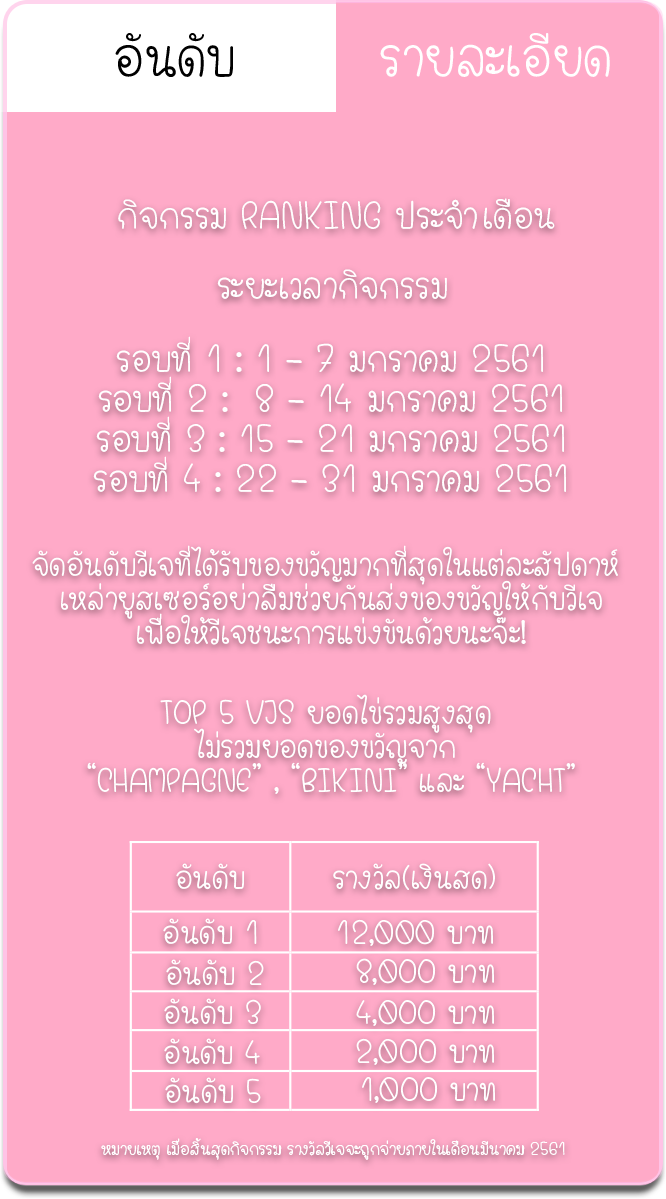 อันดับ รายละเอียด
กิจกรรม RANKING ประจำเดือน
ระยะเวลากิจกรรม
รอบที่ 1 : 1 - 7 มกราคม 2561
รอบที่ 2 : 8 - 14 มกราคม 2561
รอบที่ 3 : 15 - 21 มกราคม 2561
รอบที่ 4 : 22 - 31 มกราคม 2561
จัดอันดับวีเจที่ได้รับของขวัญมากที่สุดในแต่ละสัปดาห์
เหล่ายูสเซอร์อย่าลืมช่วยกันส่งของขวัญให้กับวีเจ
เพื่อให้วีเจชนะการแข่งขันด้วยนะจ๊ะ!
TOP 5 VJS ยอดไข่รวมสูงสุด
ไม่รวมยอดของขวัญจาก
“CHAMPAGNE” , “BIKINI” และ “YACHT”
อันดับ รางวัล(เงินสด)
อันดับ 1 12,000 บาท
อันดับ 2 8,000 บาท
อันดับ 3 4,000 บาท
อันดับ 4 2,000 บาท
อันดับ 5 1,000 บาท
หมายเหตุ เมื่อสิ้นสุดกิจกรรม รางวัลวีเจจะถูกจ่ายภายในเดือนมีนาคม 2561